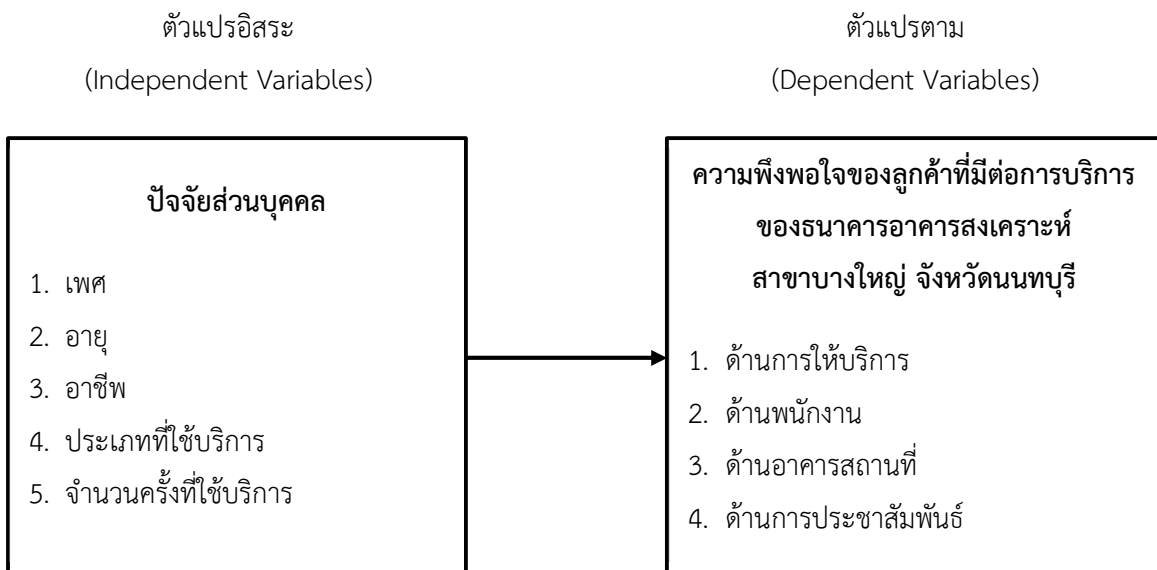 ตัวแปรอิสระ
(Independent Variables)
ปัจจัยส่วนบุคคล
1. เพศ
2. อายุ
3. อาชีพ
4. ประเภทที่ใช้บริการ
5. จำนวนครั้งที่ใช้บริการ
ตัวแปรตาม
(Dependent Variables)
ความพึงพอใจของลูกค้าที่มีต่อการบริการ
ของธนาคารอาคารสงเคราะห์
สาขาบางใหญ่ จังหวัดนนทบุรี
1. ด้านการให้บริการ
2. ด้านพนักงาน
3. ด้านอาคารสถานที่
4. ด้านการประชาสัมพันธ์